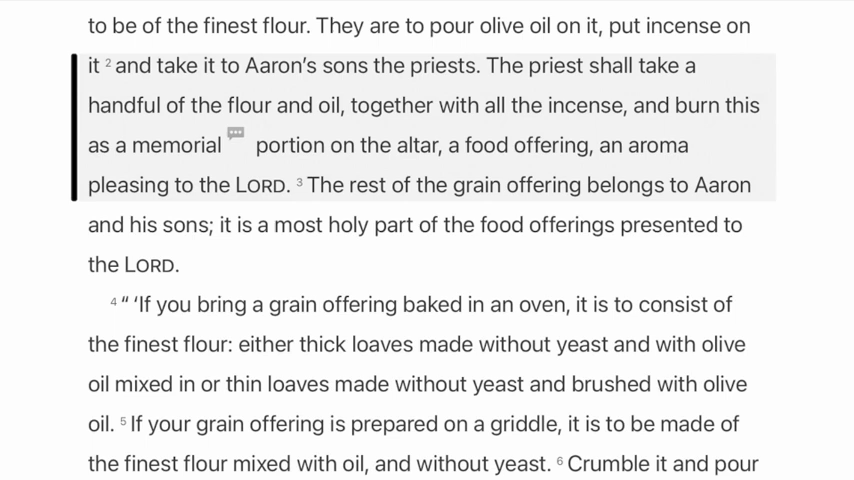 to be of the finest flour. They are to pour olive oil on it, put incense on
it 2 and take it to Aaron’s sons the priests. The priest shall take a
handful of the flour and oil, together with all the incense, and burn this
as a memorial portion on the altar, a food offering, an aroma
pleasing to the LORD. 3 The rest of the grain offering belongs to Aaron
and his sons; it is a most holy part of the food offerings presented to
the LORD.
4 “ ‘If you bring a grain offering baked in an oven, it is to consist of
the finest flour: either thick loaves made without yeast and with olive
oil mixed in or thin loaves made without yeast and brushed with olive
oil. 5 If your grain offering is prepared on a griddle, it is to be made of
the finest flour mixed with oil, and without yeast. 6 Crumble it and pour